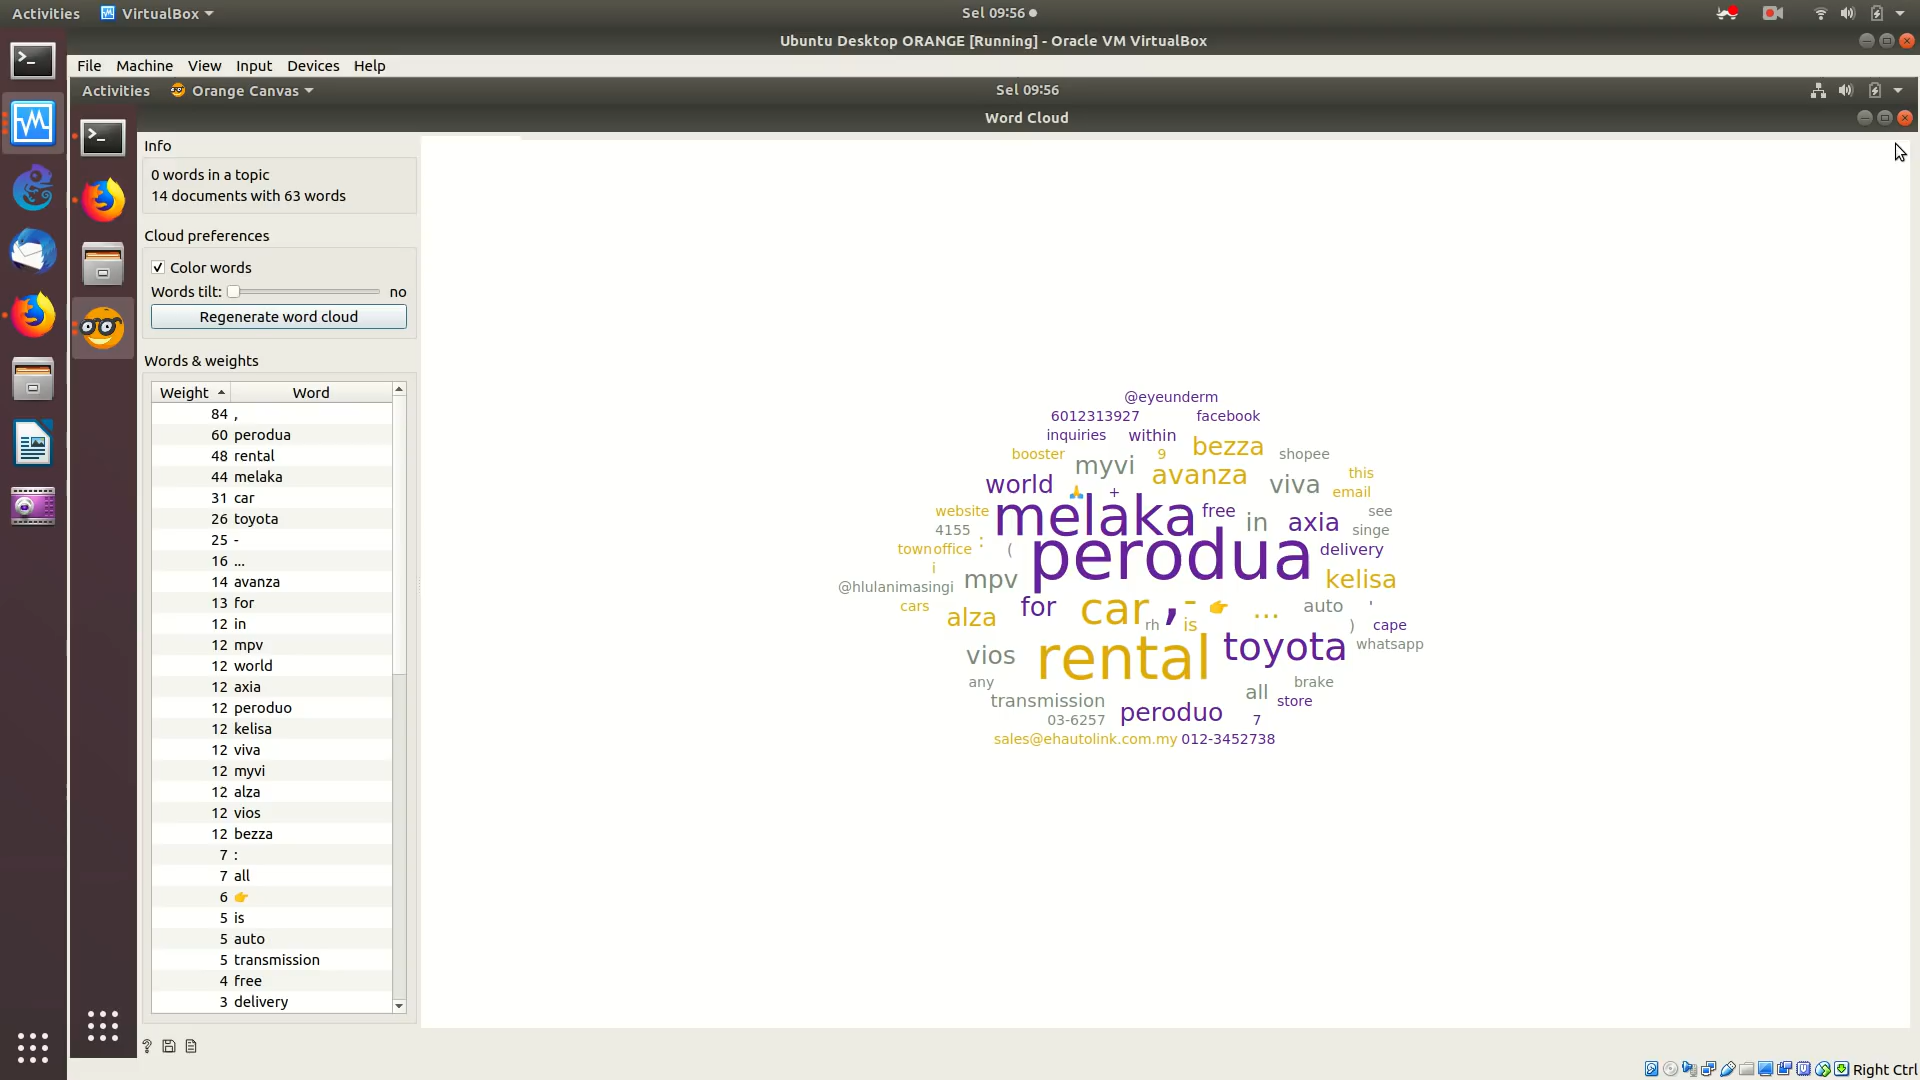 Activities VirtualBox Sel 09:56
Ubuntu Desktop ORANGE [Running] - Oracle VM VirtualBox
File Machine View Input Devices Help
Activities Orange Canvas Sel 09:56
Word Cloud
Info
0 words in a topic
14 documents with 63 words
Cloud preferences
Color words
Words tilt: no
Regenerate word cloud
Words & weights
Weight Word
84 ,
60 perodua
48 rental
44 melaka
31 car
26 toyota
25 -
16 ...
14 avanza
13 for
12 in
12 mpv
12 world
12 axia
12 peroduo
12 kelisa
12 viva
12 myvi
12 alza
12 vios
12 bezza
7 :
7 all
6 👉
5 is
5 auto
5 transmission
4 free
3 delivery
@eyeunderm
6012313927 facebook
inquiries within bezza
booster myvi 9 shopee
avanza this
world 🙏 + viva email
website melaka free in axia see
4155 singe
town office : ( perodua delivery
i
@hlulanimasingi mpv kelisa
cars alza for car , - 👉 ... auto '
rh is ) cape
vios rental toyota whatsapp
any all brake
transmission store
03-6257 peroduo 7
sales@ehautolink.com.my 012-3452738
Right Ctrl